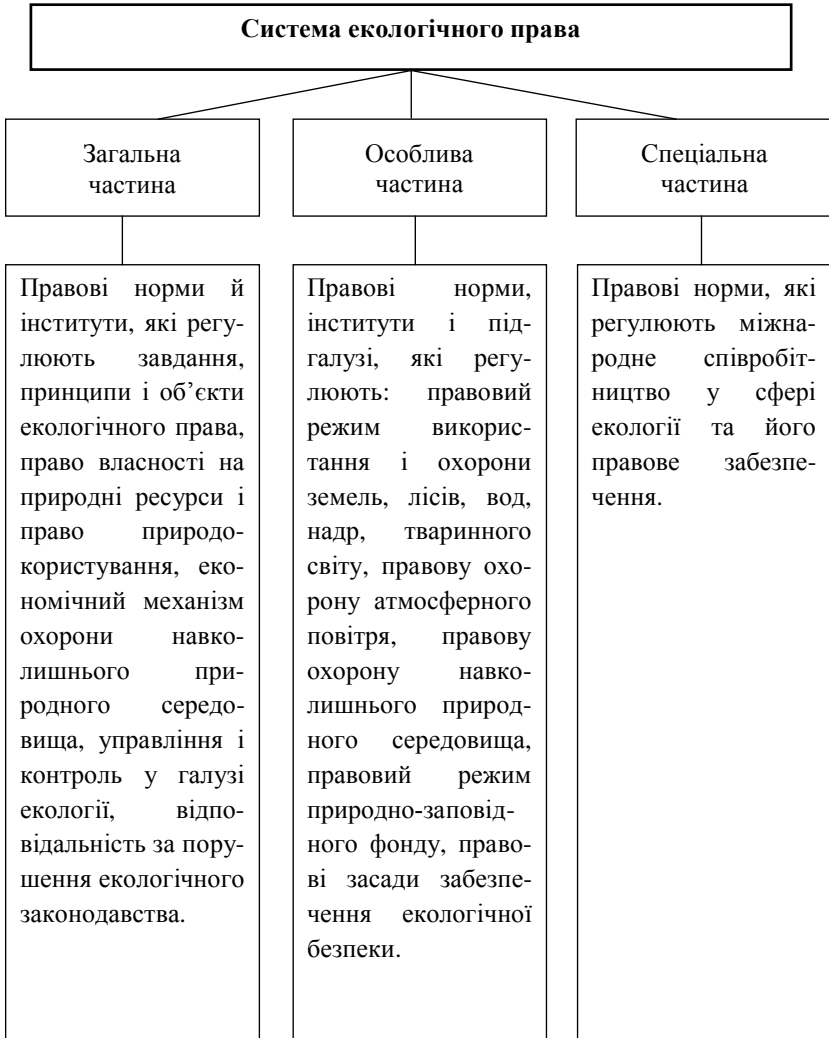 Система екологічного права
Загальна
частина
Особлива
частина
Спеціальна
частина
Правові норми й
інститути, які регу-
люють завдання,
принципи і об’єкти
екологічного права,
право власності на
природні ресурси і
право природо-
користування, еко-
номічний механізм
охорони навко-
лишнього при-
родного середо-
вища, управління і
контроль у галузі
екології, відпо-
відальність за пору-
шення екологічного
законодавства.
Правові норми,
інститути і під-
галузі, які регу-
люють: правовий
режим викорис-
тання і охорони
земель, лісів, вод,
надр, тваринного
світу, правову охо-
рону атмосферного
повітря, правову
охорону навко-
лишнього природ-
ного середовища,
правовий режим
природно-заповід-
ного фонду, право-
ві засади забезпе-
чення екологічної
безпеки.
Правові норми, які
регулюють міжна-
родне співробіт-
ництво у сфері
екології та його
правове забезпе-
чення.